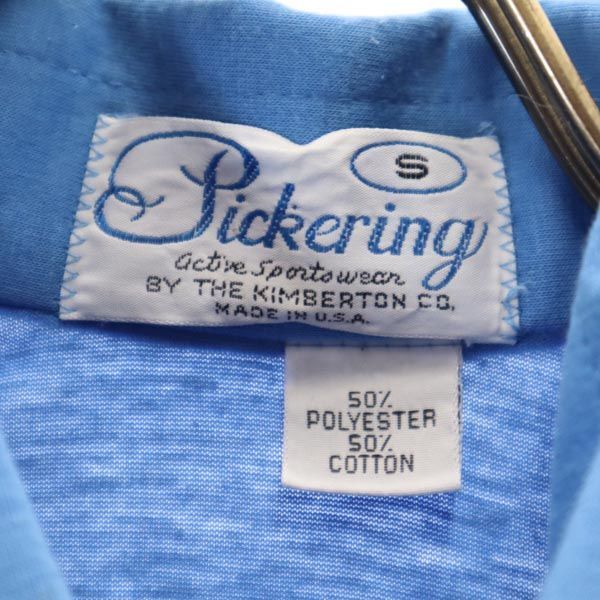 Pickering
S
active Sportswear
BY THE KIMBERTON CO.
MADE IN U.S.A.
50%
POLYESTER
50%
COTTON